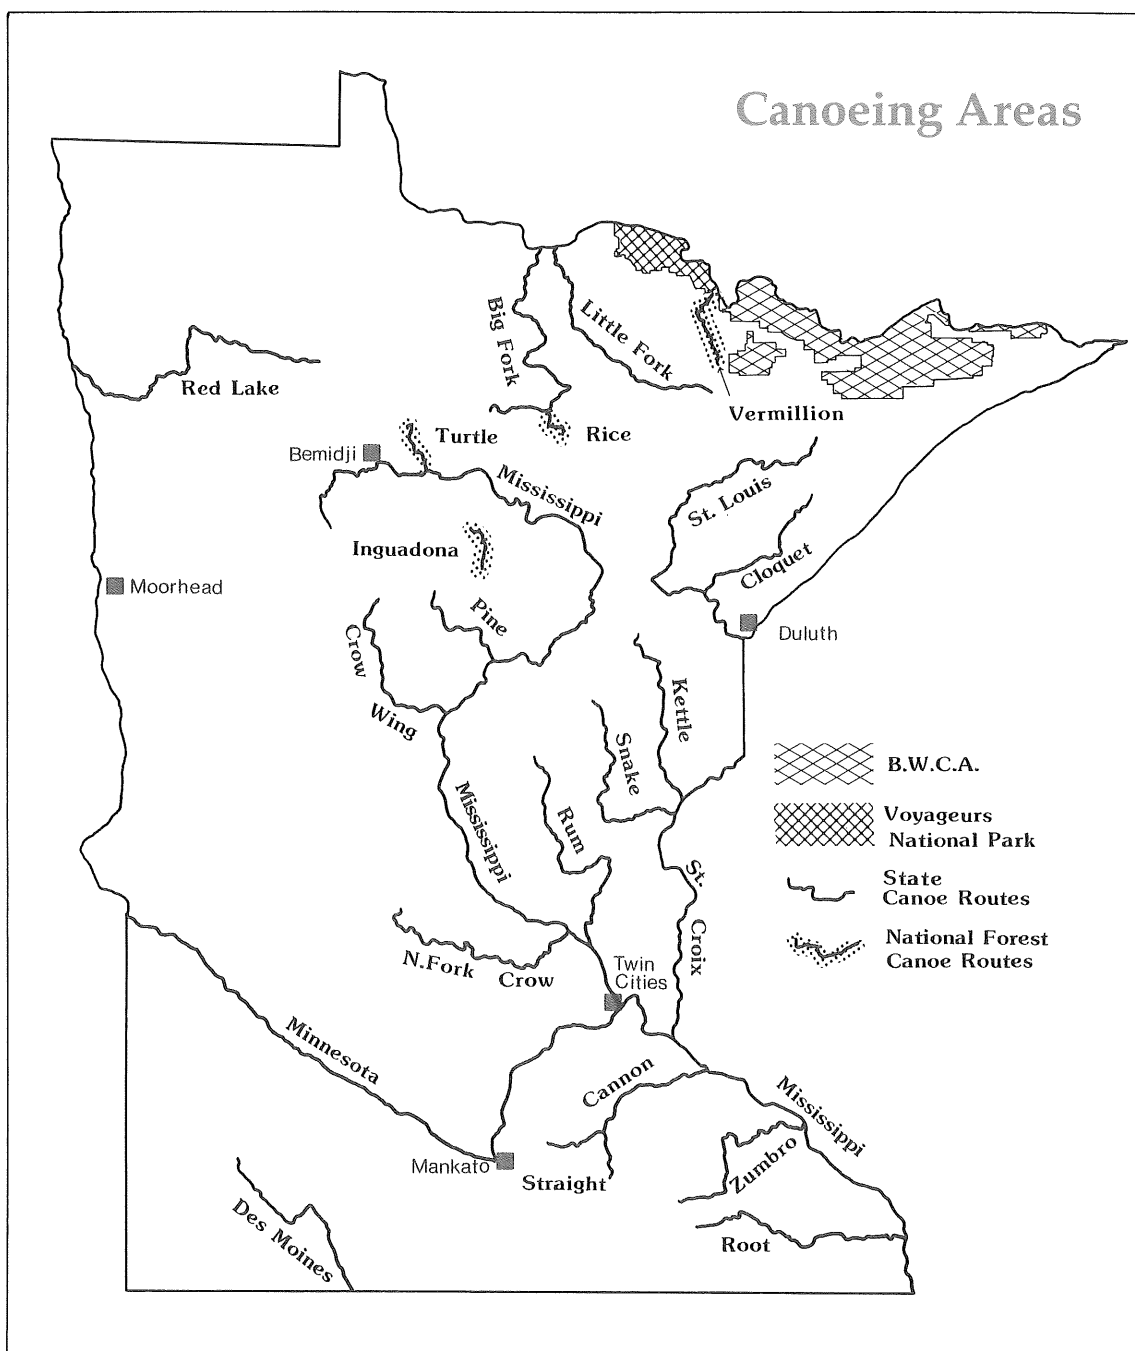 Canoeing Areas
Big Fork
Little Fork
Red Lake
Vermillion
Turtle
Rice
Bemidji
Mississippi
St. Louis
Inguadona
Cloquet
Moorhead
Pine
Duluth
Crow
Wing
Kettle
Snake
B.W.C.A.
Mississippi
Rum
Voyageurs
National Park
St.
Croix
State
Canoe Routes
N.Fork
Crow
National Forest
Canoe Routes
Twin
Cities
Minnesota
Cannon
Mississippi
Mankato
Straight
Zumbro
Des Moines
Root